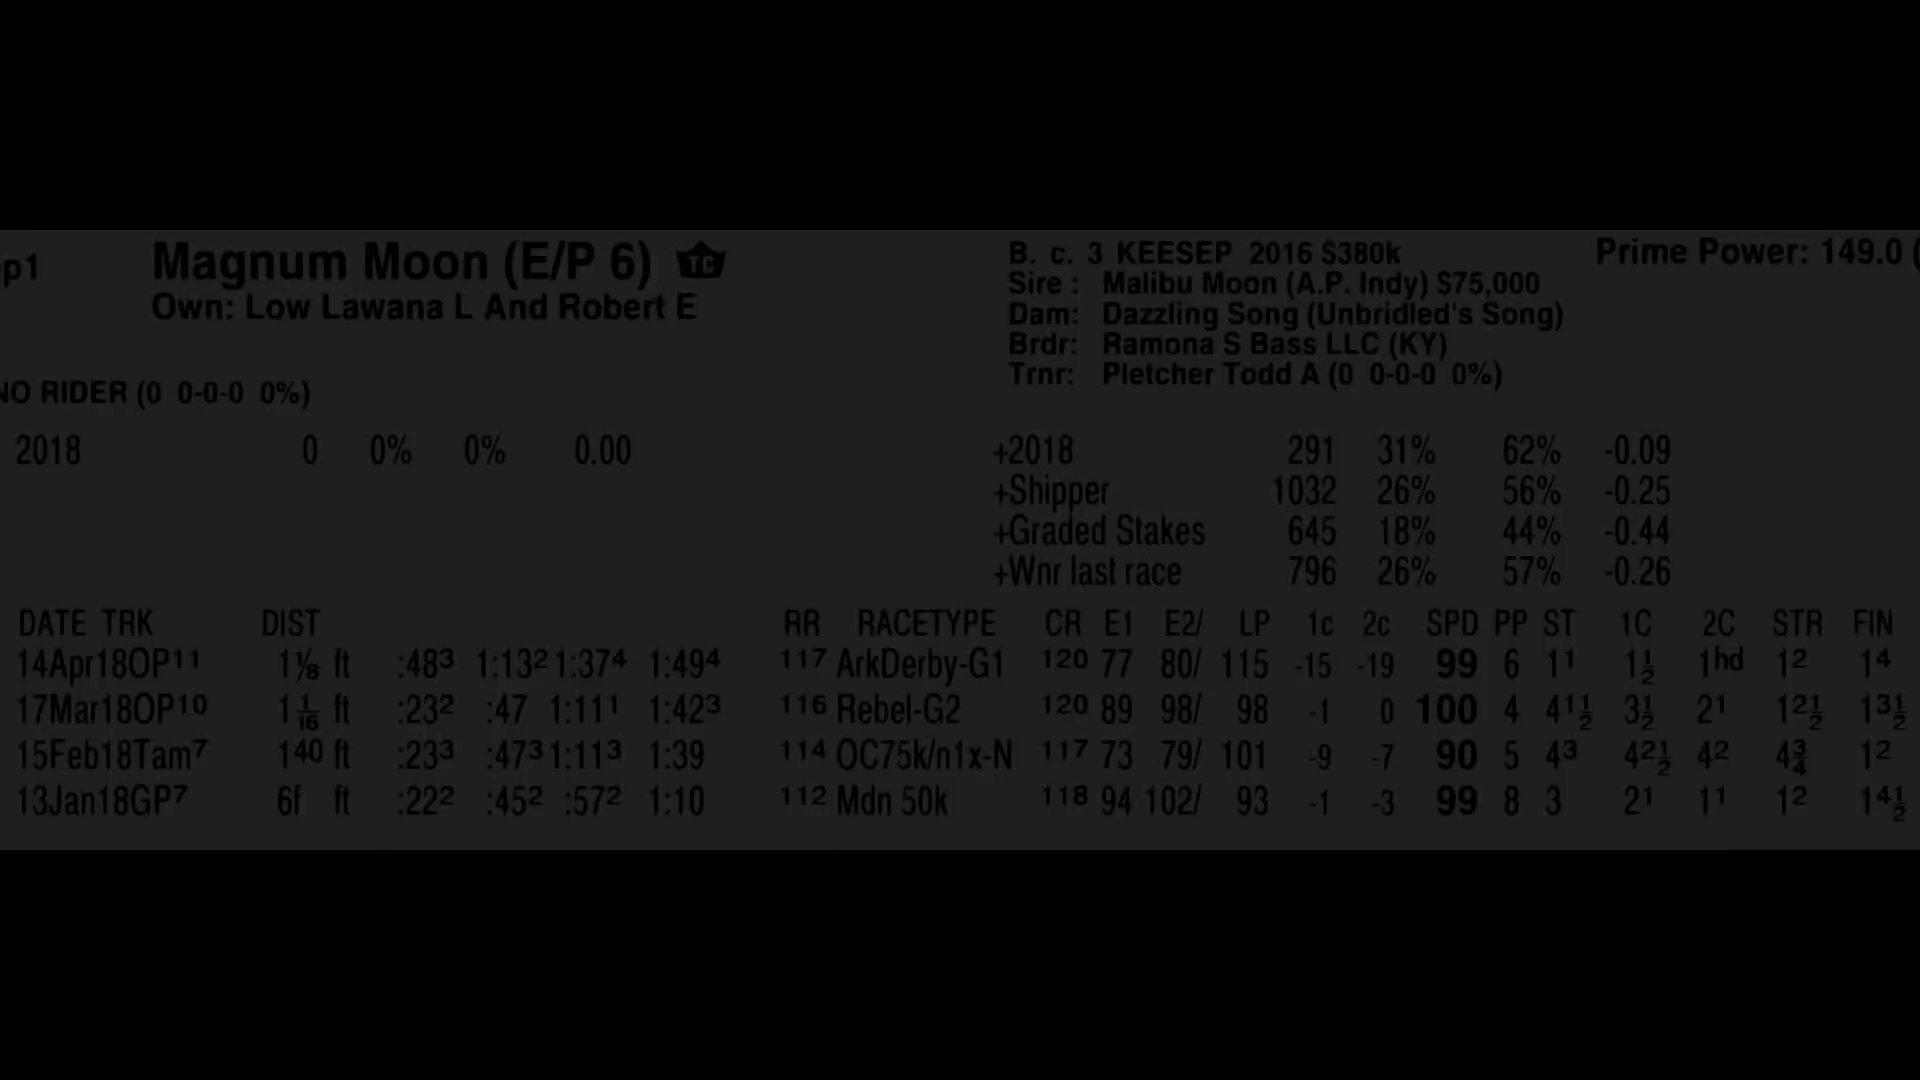 pp1 Magnum Moon (E/P 6) TC
Own: Low Lawana L And Robert E
NO RIDER (0 0-0-0 0%)
2018 0 0% 0% 0.00
B. c. 3 KEESEP 2016 $380k
Sire : Malibu Moon (A.P. Indy) $75,000
Dam: Dazzling Song (Unbridled's Song)
Brdr: Ramona S Bass LLC (KY)
Trnr: Pletcher Todd A (0 0-0-0 0%)
Prime Power: 149.0 (
+2018 291 31% 62% -0.09
+Shipper 1032 26% 56% -0.25
+Graded Stakes 645 18% 44% -0.44
+Wnr last race 796 26% 57% -0.26
DATE TRK DIST RR RACETYPE CR E1 E2/ LP 1c 2c SPD PP ST 1C 2C STR FIN
14Apr18OP¹¹ 1⅛ ft :48³ 1:13² 1:37⁴ 1:49⁴ 117 ArkDerby-G1 120 77 80/ 115 -15 -19 99 6 1¹ 1½ 1hd 1² 1⁴
17Mar18OP¹⁰ 1 1/16 ft :23² :47 1:11¹ 1:42³ 116 Rebel-G2 120 89 98/ 98 -1 0 100 4 4¹½ 3½ 2¹ 1²½ 1³½
15Feb18Tam⁷ 1⁴⁰ ft :23³ :47³ 1:11³ 1:39 114 OC75k/n1x-N 117 73 79/ 101 -9 -7 90 5 4³ 4²½ 4² 4¾ 1²
13Jan18GP⁷ 6f ft :22² :45² :57² 1:10 112 Mdn 50k 118 94 102/ 93 -1 -3 99 8 3 2¹ 1¹ 1² 1⁴½